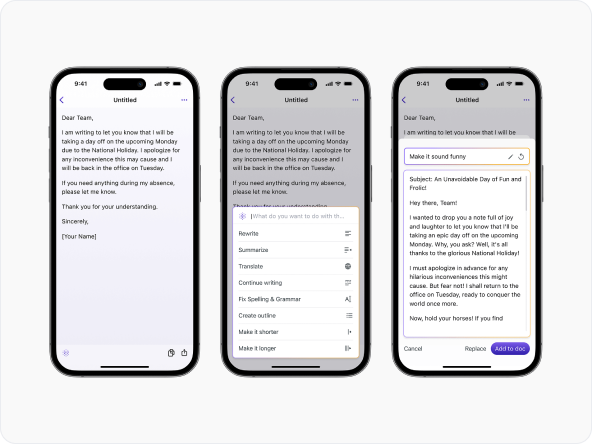 9:41
Untitled
Dear Team,
I am writing to let you know that I will be
taking a day off on the upcoming Monday
due to the National Holiday. I apologize for
any inconvenience this may cause and I
will be back in the office on Tuesday.
If you need anything during my absence,
please let me know.
Thank you for your understanding.
Sincerely,
[Your Name]
9:41
Untitled
Dear Team,
I am writing to let you know that I will be
taking a day off on the upcoming Monday
due to the National Holiday. I apologize for
any inconvenience this may cause and I
will be back in the office on Tuesday.
If you need anything during my absence,
please let me know.
Thank you for your understanding.
What do you want to do with th...
Rewrite
Summarize
Translate
Continue writing
Fix Spelling & Grammar
Create outline
Make it shorter
Make it longer
9:41
Untitled
Dear Team,
I am writing to let you know that I will be
Make it sound funny
Subject: An Unavoidable Day of Fun and
Frolic!
Hey there, Team!
I wanted to drop you a note full of joy
and laughter to let you know that I'll be
taking an epic day off on the upcoming
Monday. Why, you ask? Well, it's all
thanks to the glorious National Holiday!
I must apologize in advance for any
hilarious inconveniences this might
cause. But fear not! I shall return to the
office on Tuesday, ready to conquer the
world once more.
Now, hold your horses! If you find
Cancel
Replace
Add to doc